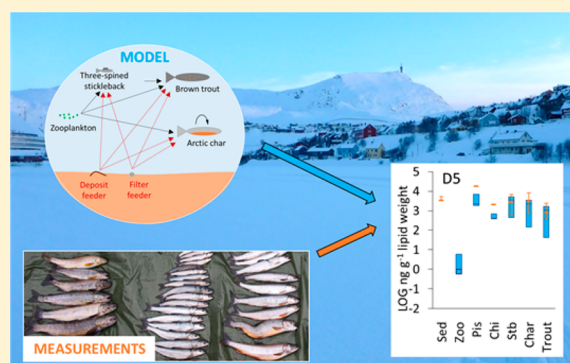 MODEL
Three-spined
stickleback
Brown trout
Zooplankton
Arctic char
Deposit
feeder
Filter
feeder
MEASUREMENTS
D5
LOG ng g⁻¹ lipid weight
5
4
3
2
1
0
-1
-2
Sed
Zoo
Pis
Chi
Stb
Char
Trout